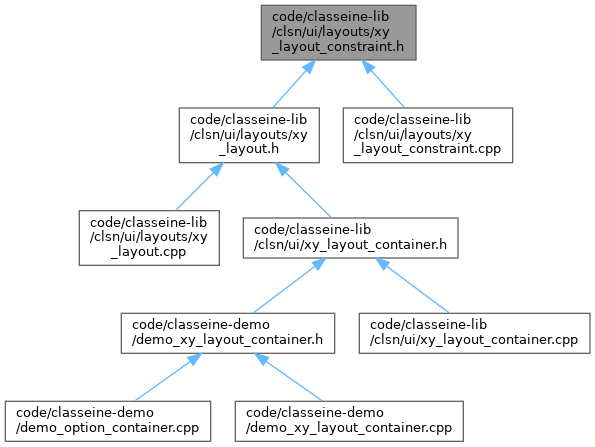 code/classeine-lib
/clsn/ui/layouts/xy
_layout_constraint.h
code/classeine-lib
/clsn/ui/layouts/xy
_layout.h
code/classeine-lib
/clsn/ui/layouts/xy
_layout_constraint.cpp
code/classeine-lib
/clsn/ui/layouts/xy
_layout.cpp
code/classeine-lib
/clsn/ui/xy_layout_container.h
code/classeine-demo
/demo_xy_layout_container.h
code/classeine-lib
/clsn/ui/xy_layout_container.cpp
code/classeine-demo
/demo_option_container.cpp
code/classeine-demo
/demo_xy_layout_container.cpp